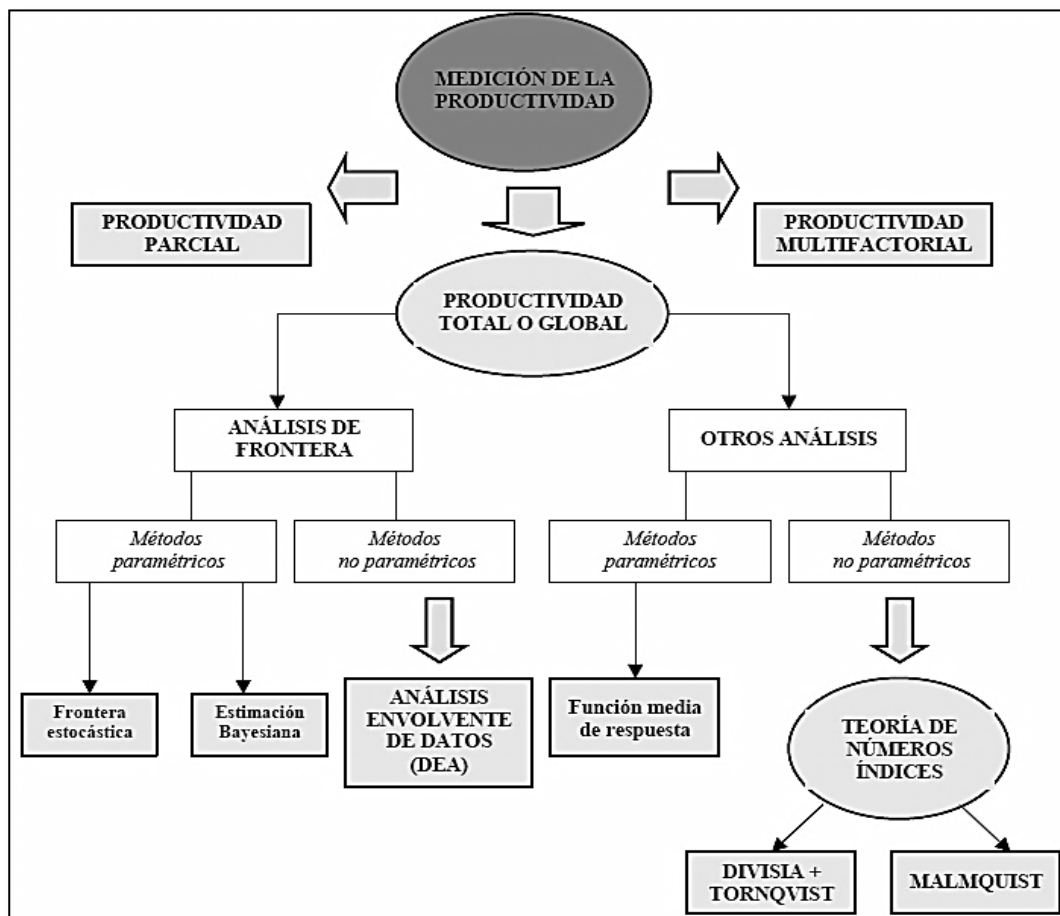 MEDICIÓN DE LA
PRODUCTIVIDAD
PRODUCTIVIDAD
PARCIAL
PRODUCTIVIDAD
MULTIFACTORIAL
PRODUCTIVIDAD
TOTAL O GLOBAL
ANÁLISIS DE
FRONTERA
OTROS ANÁLISIS
Métodos
paramétricos
Métodos
no paramétricos
Métodos
paramétricos
Métodos
no paramétricos
Frontera
estocástica
Estimación
Bayesiana
ANÁLISIS
ENVOLVENTE
DE DATOS
(DEA)
Función media
de respuesta
TEORÍA DE
NÚMEROS
ÍNDICES
DIVISIA +
TORNQVIST
MALMQUIST